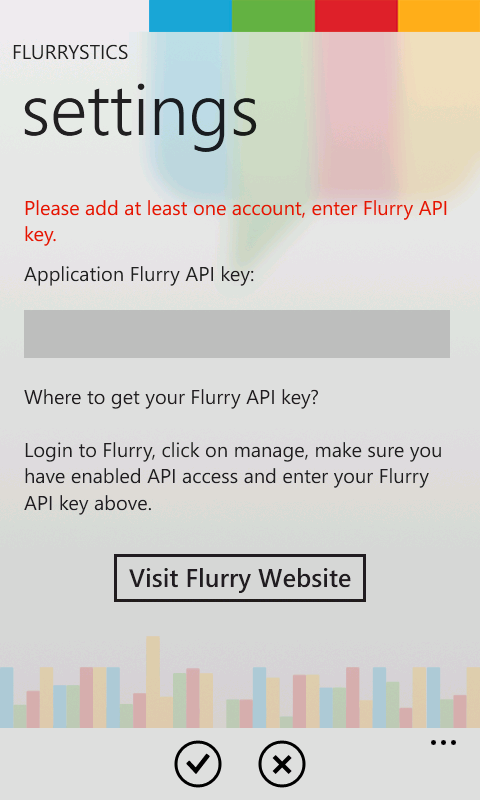 FLURRYSTICS
settings
Please add at least one account, enter Flurry API
key.
Application Flurry API key:
Where to get your Flurry API key?
Login to Flurry, click on manage, make sure you
have enabled API access and enter your Flurry
API key above.
Visit Flurry Website